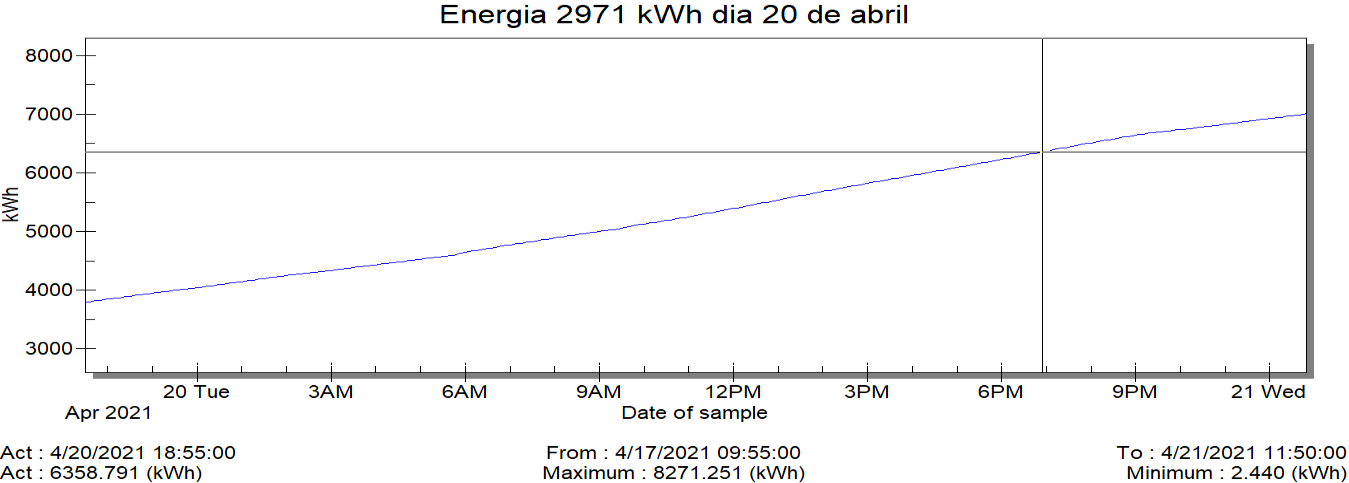 Energia 2971 kWh dia 20 de abril
8000
7000
6000
5000
4000
3000
kWh
20 Tue 3AM 6AM 9AM 12PM 3PM 6PM 9PM 21 Wed
Apr 2021 Date of sample
Act : 4/20/2021 18:55:00 From : 4/17/2021 09:55:00 To : 4/21/2021 11:50:00
Act : 6358.791 (kWh) Maximum : 8271.251 (kWh) Minimum : 2.440 (kWh)